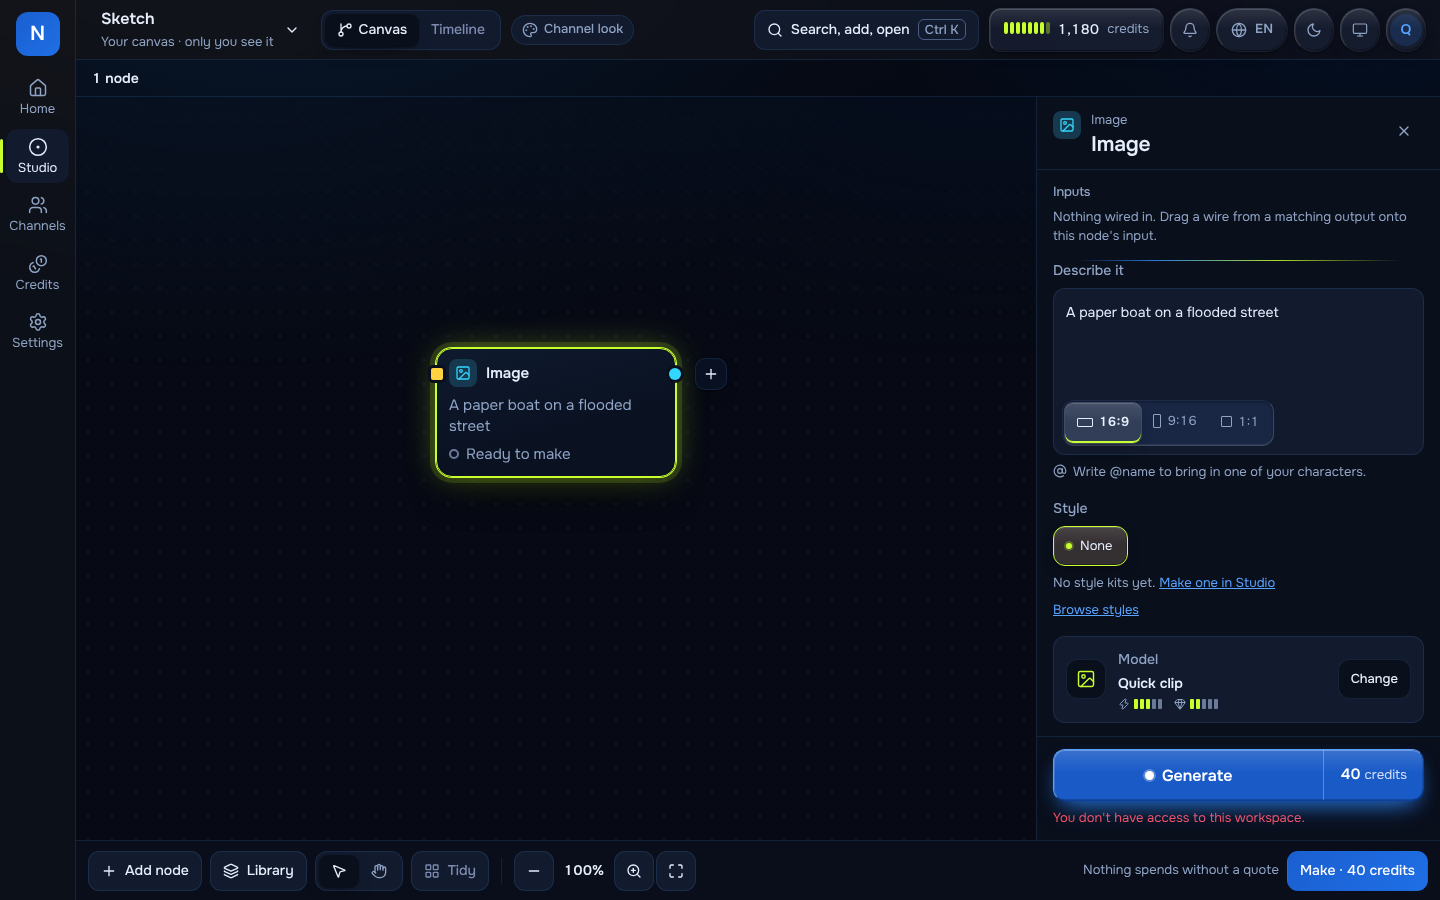 N
Home
Studio
Channels
Credits
Settings
Sketch
Your canvas · only you see it
Canvas
Timeline
Channel look
Search, add, open
Ctrl K
1,180 credits
EN
Q
1 node
Image
A paper boat on a flooded
street
Ready to make
Image
Image
Inputs
Nothing wired in. Drag a wire from a matching output onto
this node's input.
Describe it
A paper boat on a flooded street
16:9
9:16
1:1
Write @name to bring in one of your characters.
Style
None
No style kits yet. Make one in Studio
Browse styles
Model
Quick clip
Change
Generate
40 credits
You don't have access to this workspace.
Add node
Library
Tidy
100%
Nothing spends without a quote
Make · 40 credits